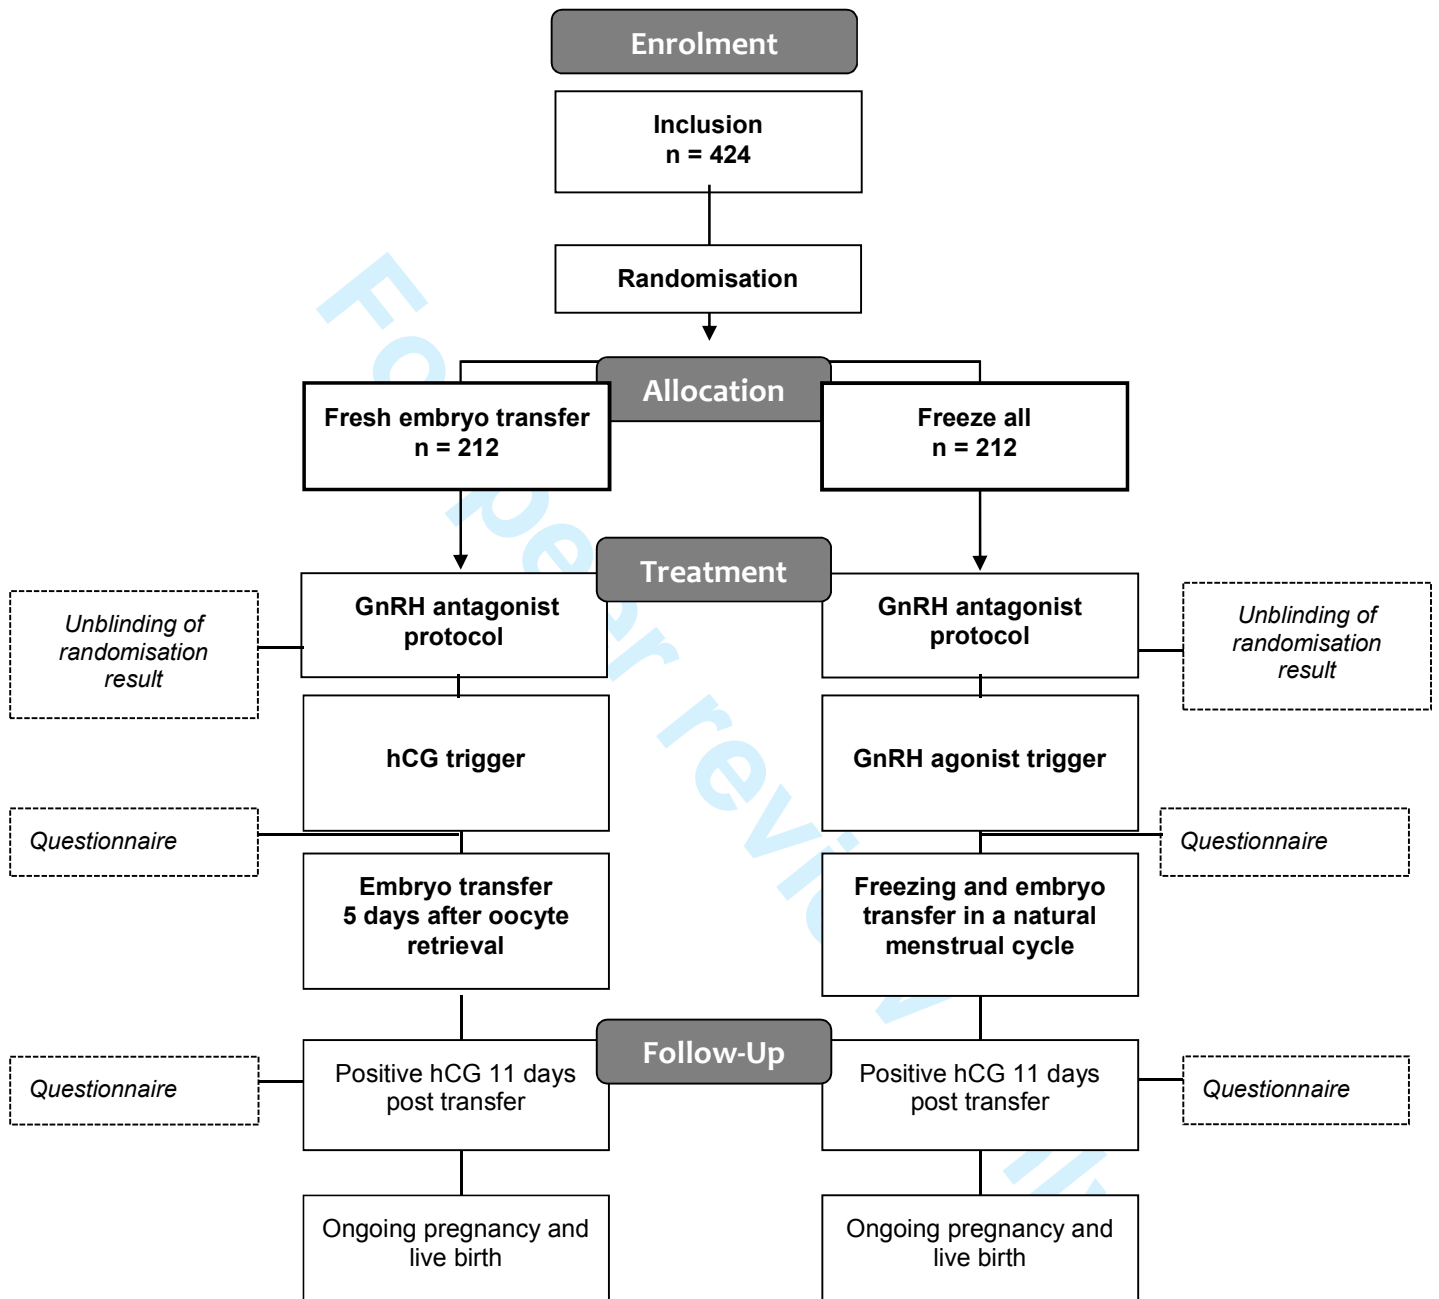 Enrolment
Inclusion
n = 424
Randomisation
Allocation
Fresh embryo transfer
n = 212
Freeze all
n = 212
Treatment
GnRH antagonist
protocol
GnRH antagonist
protocol
Unblinding of
randomisation
result
Unblinding of
randomisation
result
hCG trigger
GnRH agonist trigger
Questionnaire
Questionnaire
Embryo transfer
5 days after oocyte
retrieval
Freezing and embryo
transfer in a natural
menstrual cycle
Follow-Up
Questionnaire
Positive hCG 11 days
post transfer
Positive hCG 11 days
post transfer
Questionnaire
Ongoing pregnancy and
live birth
Ongoing pregnancy and
live birth
For peer review